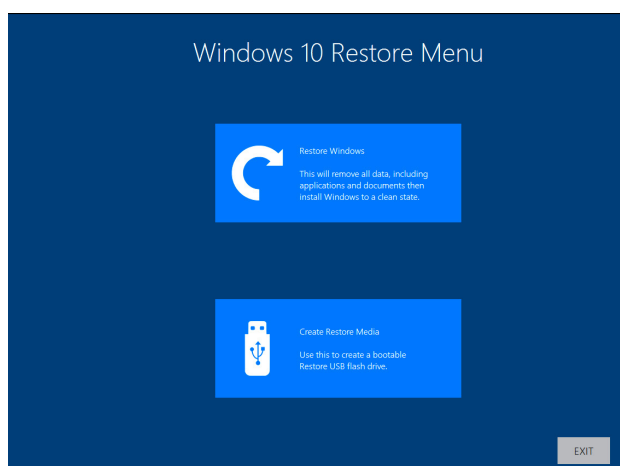 Windows 10 Restore Menu
Restore Windows
This will remove all data, including
applications and documents then
install Windows to a clean state.
Create Restore Media
Use this to create a bootable
Restore USB flash drive.
EXIT